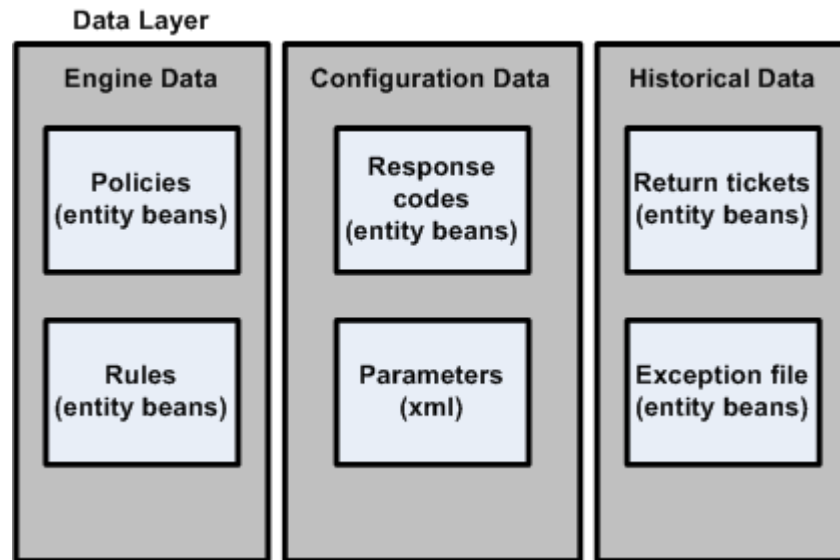 Data Layer
Engine Data
Policies
(entity beans)
Rules
(entity beans)
Configuration Data
Response
codes
(entity beans)
Parameters
(xml)
Historical Data
Return tickets
(entity beans)
Exception file
(entity beans)